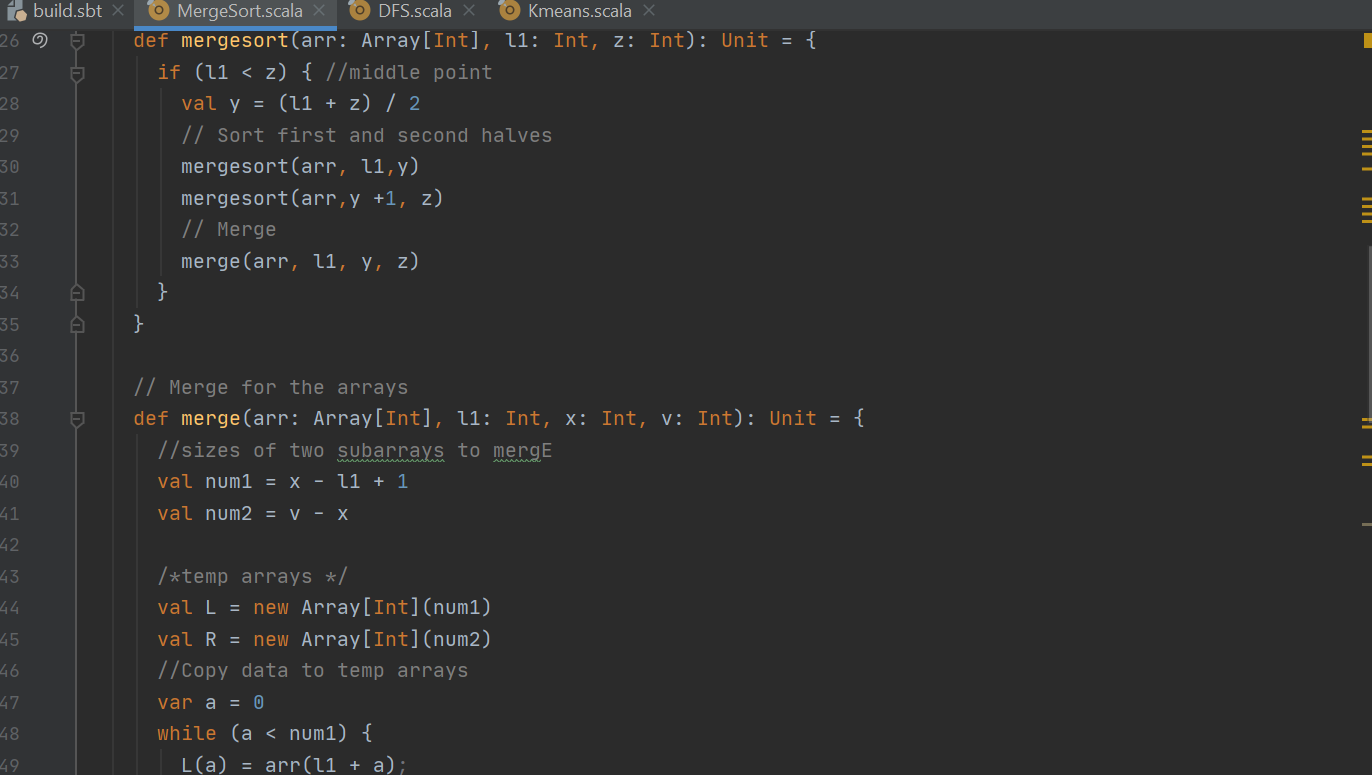 build.sbt MergeSort.scala DFS.scala Kmeans.scala
26 def mergesort(arr: Array[Int], l1: Int, z: Int): Unit = {
27 if (l1 < z) { //middle point
28 val y = (l1 + z) / 2
29 // Sort first and second halves
30 mergesort(arr, l1,y)
31 mergesort(arr,y +1, z)
32 // Merge
33 merge(arr, l1, y, z)
34 }
35 }
36
37 // Merge for the arrays
38 def merge(arr: Array[Int], l1: Int, x: Int, v: Int): Unit = {
39 //sizes of two subarrays to mergE
40 val num1 = x - l1 + 1
41 val num2 = v - x
42
43 /*temp arrays */
44 val L = new Array[Int](num1)
45 val R = new Array[Int](num2)
46 //Copy data to temp arrays
47 var a = 0
48 while (a < num1) {
49 L(a) = arr(l1 + a);